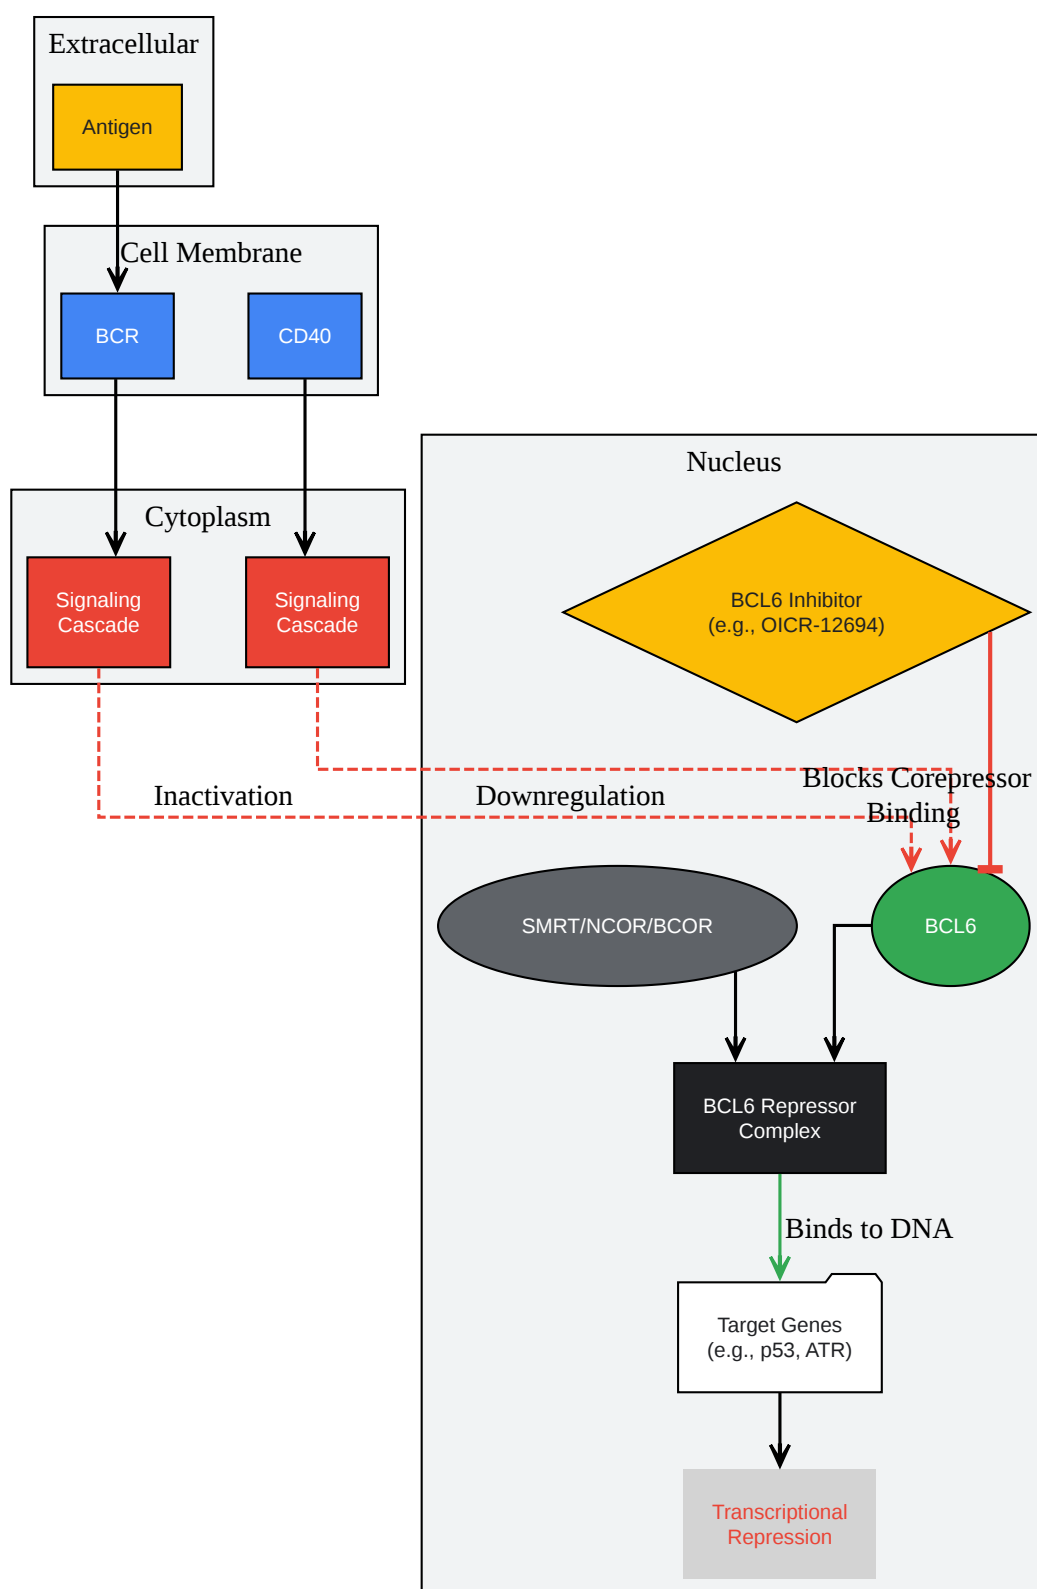 Extracellular
Antigen
Cell Membrane
BCR
CD40
Nucleus
Cytoplasm
Signaling
Cascade
Signaling
Cascade
BCL6 Inhibitor
(e.g., OICR-12694)
Inactivation
Downregulation
Blocks Corepressor
Binding
SMRT/NCOR/BCOR
BCL6
BCL6 Repressor
Complex
Binds to DNA
Target Genes
(e.g., p53, ATR)
Transcriptional
Repression